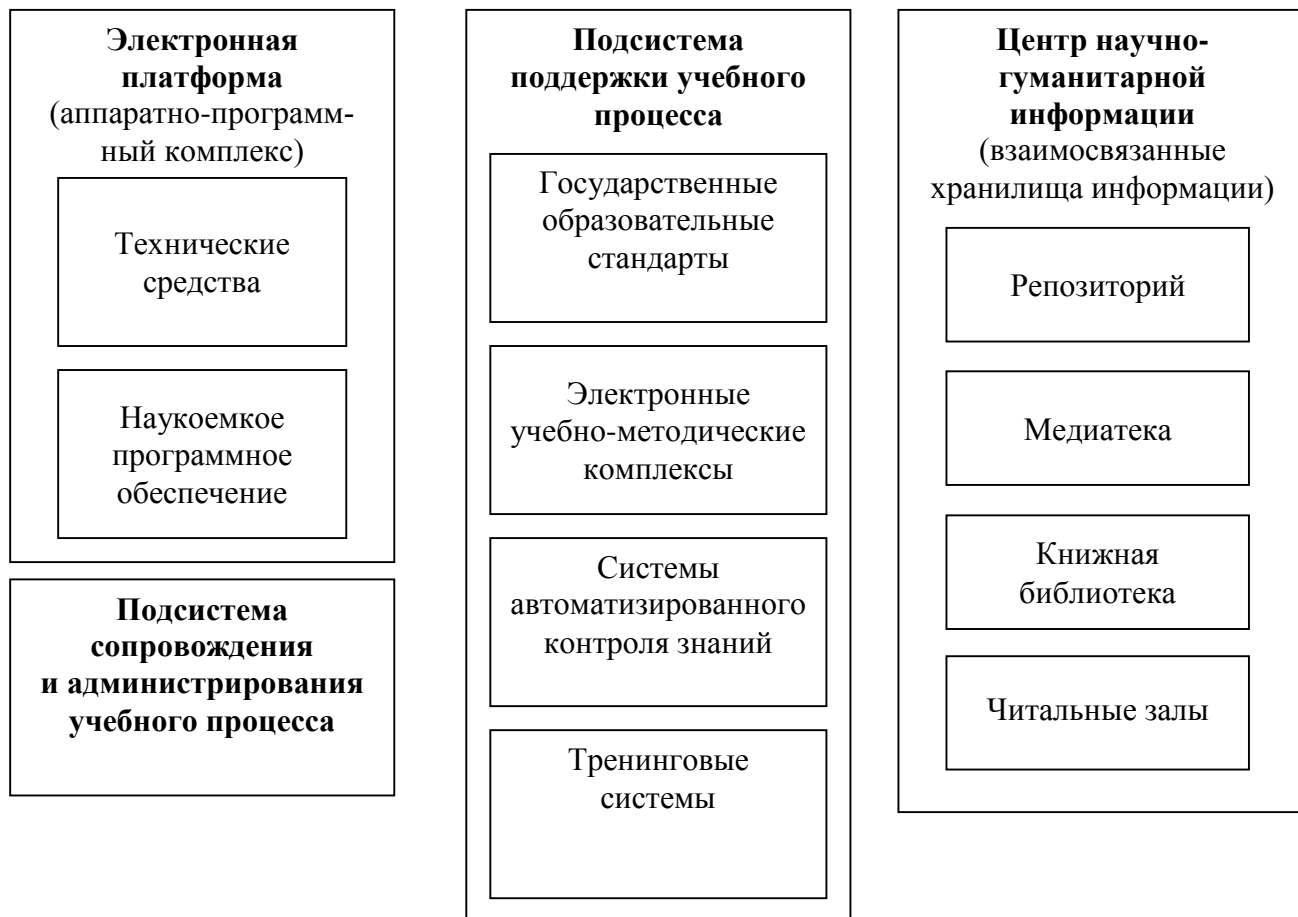 Электронная
платформа
(аппаратно-программ-
ный комплекс)
Технические
средства
Наукоемкое
программное
обеспечение
Подсистема
сопровождения
и администрирования
учебного процесса
Подсистема
поддержки учебного
процесса
Государственные
образовательные
стандарты
Электронные
учебно-методические
комплексы
Системы
автоматизированного
контроля знаний
Тренинговые
системы
Центр научно-
гуманитарной
информации
(взаимосвязанные
хранилища информации)
Репозиторий
Медиатека
Книжная
библиотека
Читальные залы